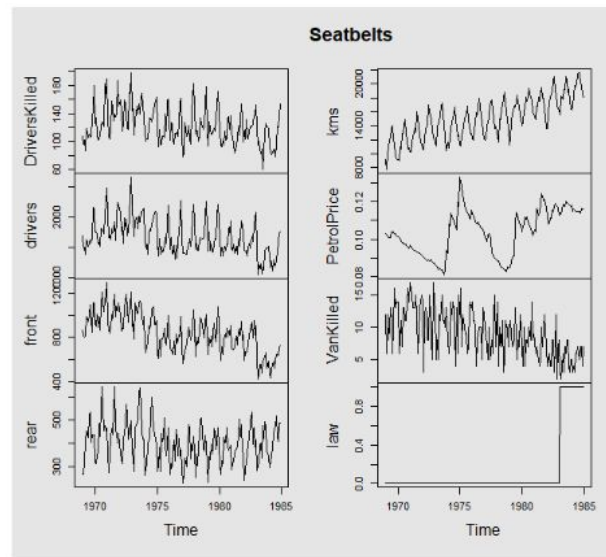 Seatbelts
DriversKilled
60 100 140 180
drivers
2000
front
400 800
rear
300 500
1970 1975 1980 1985
Time
kms
8000 14000 20000
PetrolPrice
0.08 0.10 0.12
VanKilled
5 10 15
law
0.0 0.4 0.8
1970 1975 1980 1985
Time